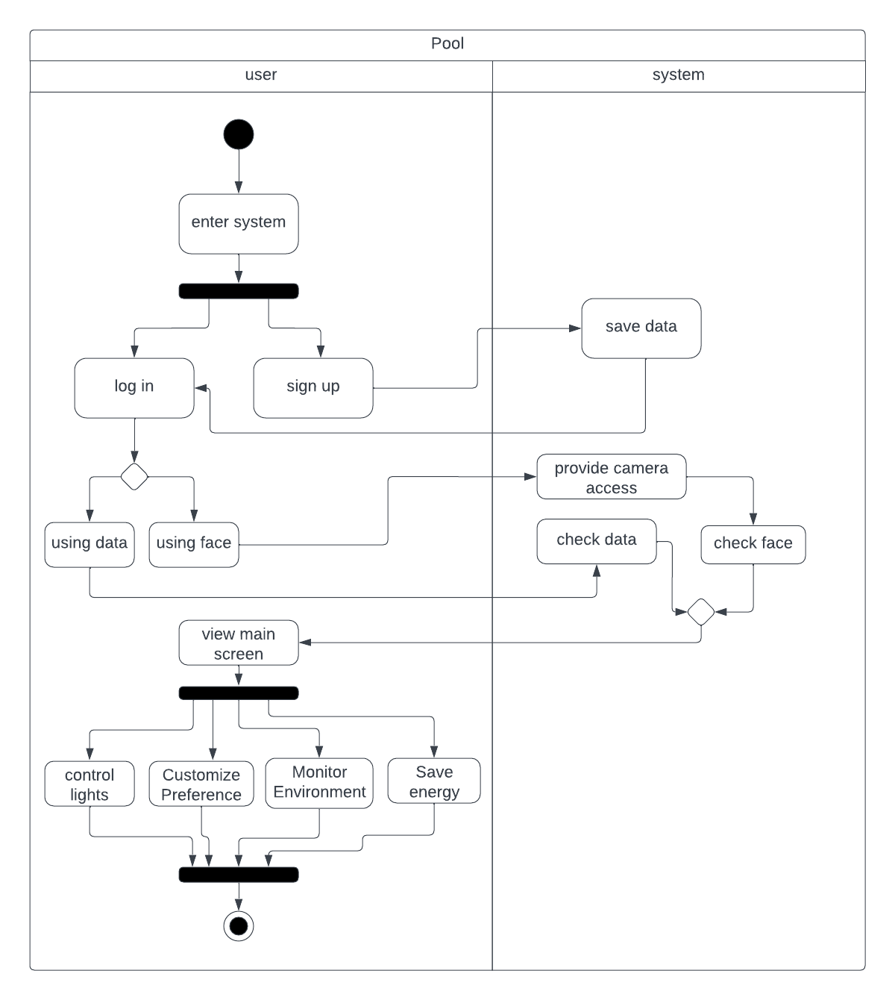 Pool
user
system
enter system
save data
log in
sign up
provide camera
access
using data
using face
check data
check face
view main
screen
control
lights
Customize
Preference
Monitor
Environment
Save
energy